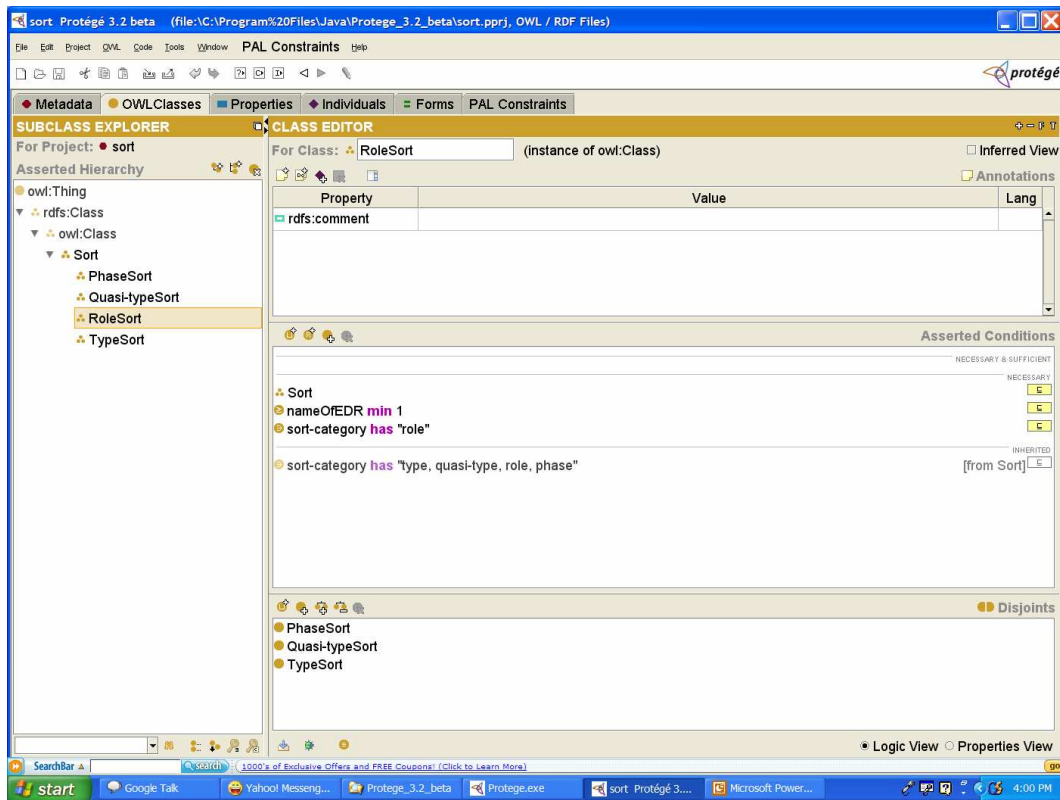 sort Protégé 3.2 beta (file:\C:\Program%20Files\Java\Protege_3.2_beta\sort.pprj, OWL / RDF Files)
File Edit Project OWL Code Tools Window PAL Constraints Help
protégé
Metadata OWLClasses Properties Individuals Forms PAL Constraints
SUBCLASS EXPLORER
For Project: sort
Asserted Hierarchy
owl:Thing
rdfs:Class
owl:Class
Sort
PhaseSort
Quasi-typeSort
RoleSort
TypeSort
CLASS EDITOR
For Class: RoleSort (instance of owl:Class) Inferred View
Annotations
Property Value Lang
rdfs:comment
Asserted Conditions
NECESSARY & SUFFICIENT
NECESSARY
Sort
nameOfEDR min 1
sort-category has "role"
INHERITED
sort-category has "type, quasi-type, role, phase" [from Sort]
Disjoints
PhaseSort
Quasi-typeSort
TypeSort
Logic View Properties View
SearchBar search 1000's of Exclusive Offers and FREE Coupons! (Click to Learn More) go
start Google Talk Yahoo! Messeng... Protege_3.2_beta Protege.exe sort Protégé 3.... Microsoft Power... 4:00 PM